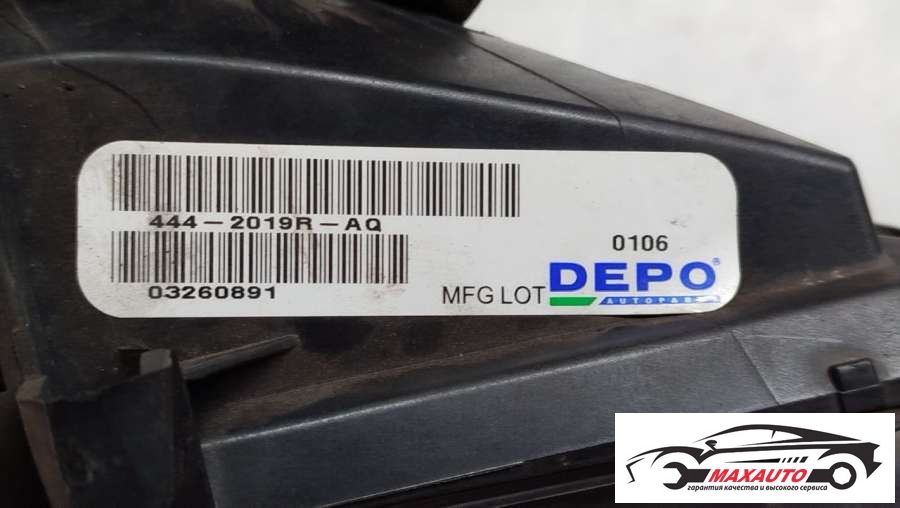 444-2019R-AQ
0106
03260891
MFG LOT
DEPO®
MAXAUTO
гарантия качества и высокого сервиса